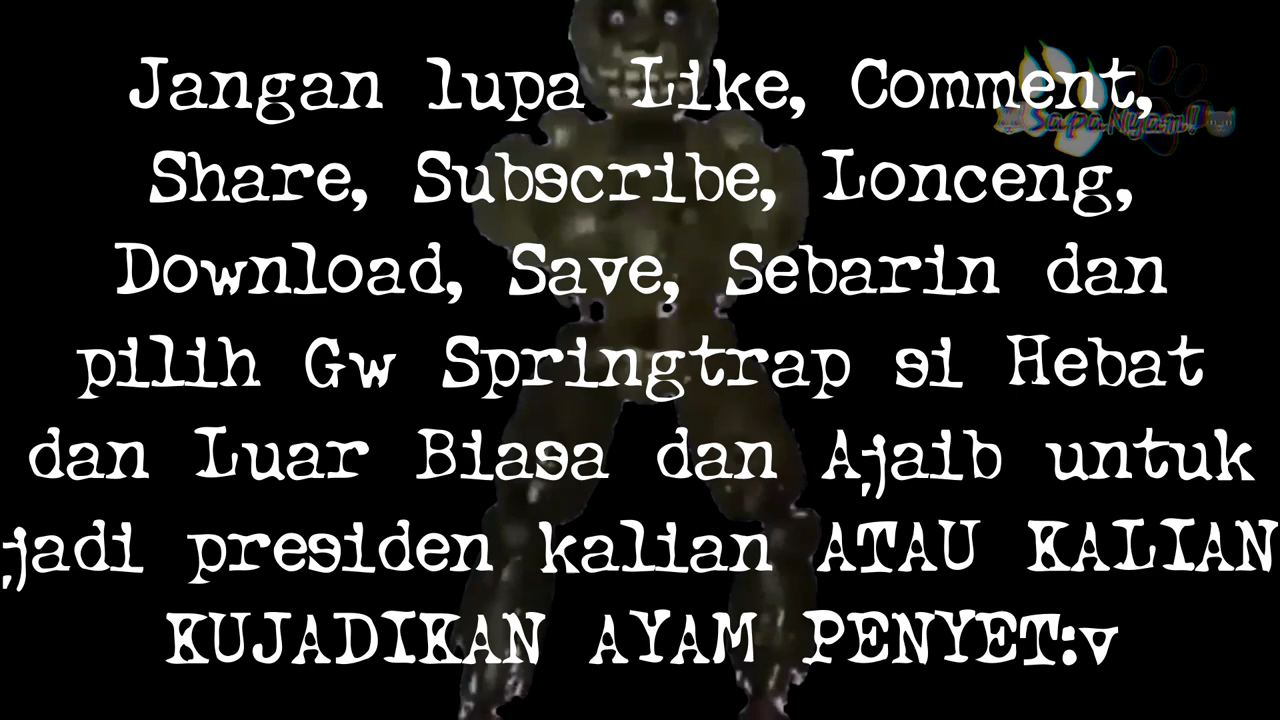 Jangan lupa Like, Comment,
SapaNyam!
Share, Subscribe, Lonceng,
Download, Save, Sebarin dan
pilih Gw Springtrap si Hebat
dan Luar Biasa dan Ajaib untuk
jadi presiden kalian ATAU KALIAN
KUJADIKAN AYAM PENYET:v